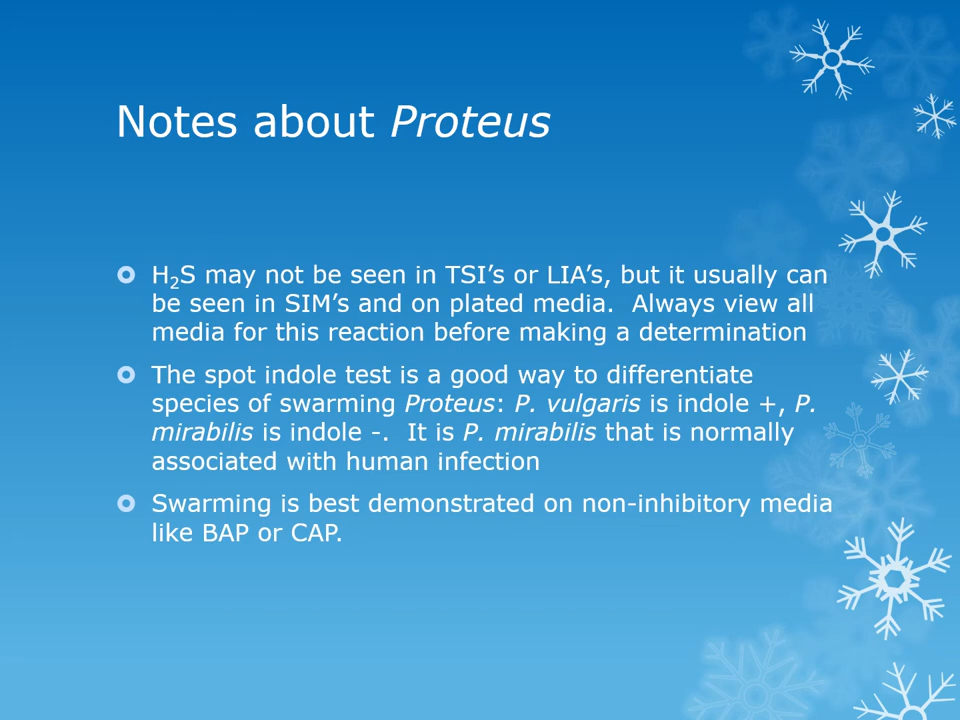 Notes about Proteus
H₂S may not be seen in TSI’s or LIA’s, but it usually can
be seen in SIM’s and on plated media.  Always view all
media for this reaction before making a determination
The spot indole test is a good way to differentiate
species of swarming Proteus: P. vulgaris is indole +, P.
mirabilis is indole -.  It is P. mirabilis that is normally
associated with human infection
Swarming is best demonstrated on non-inhibitory media
like BAP or CAP.